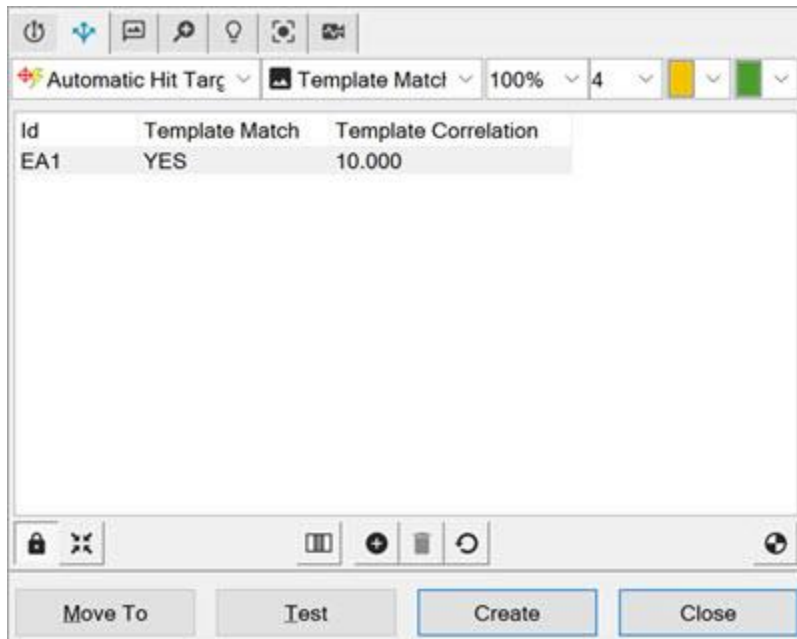 Automatic Hit Targ Template Match 100% 4
Id Template Match Template Correlation
EA1 YES 10.000
Move To Test Create Close